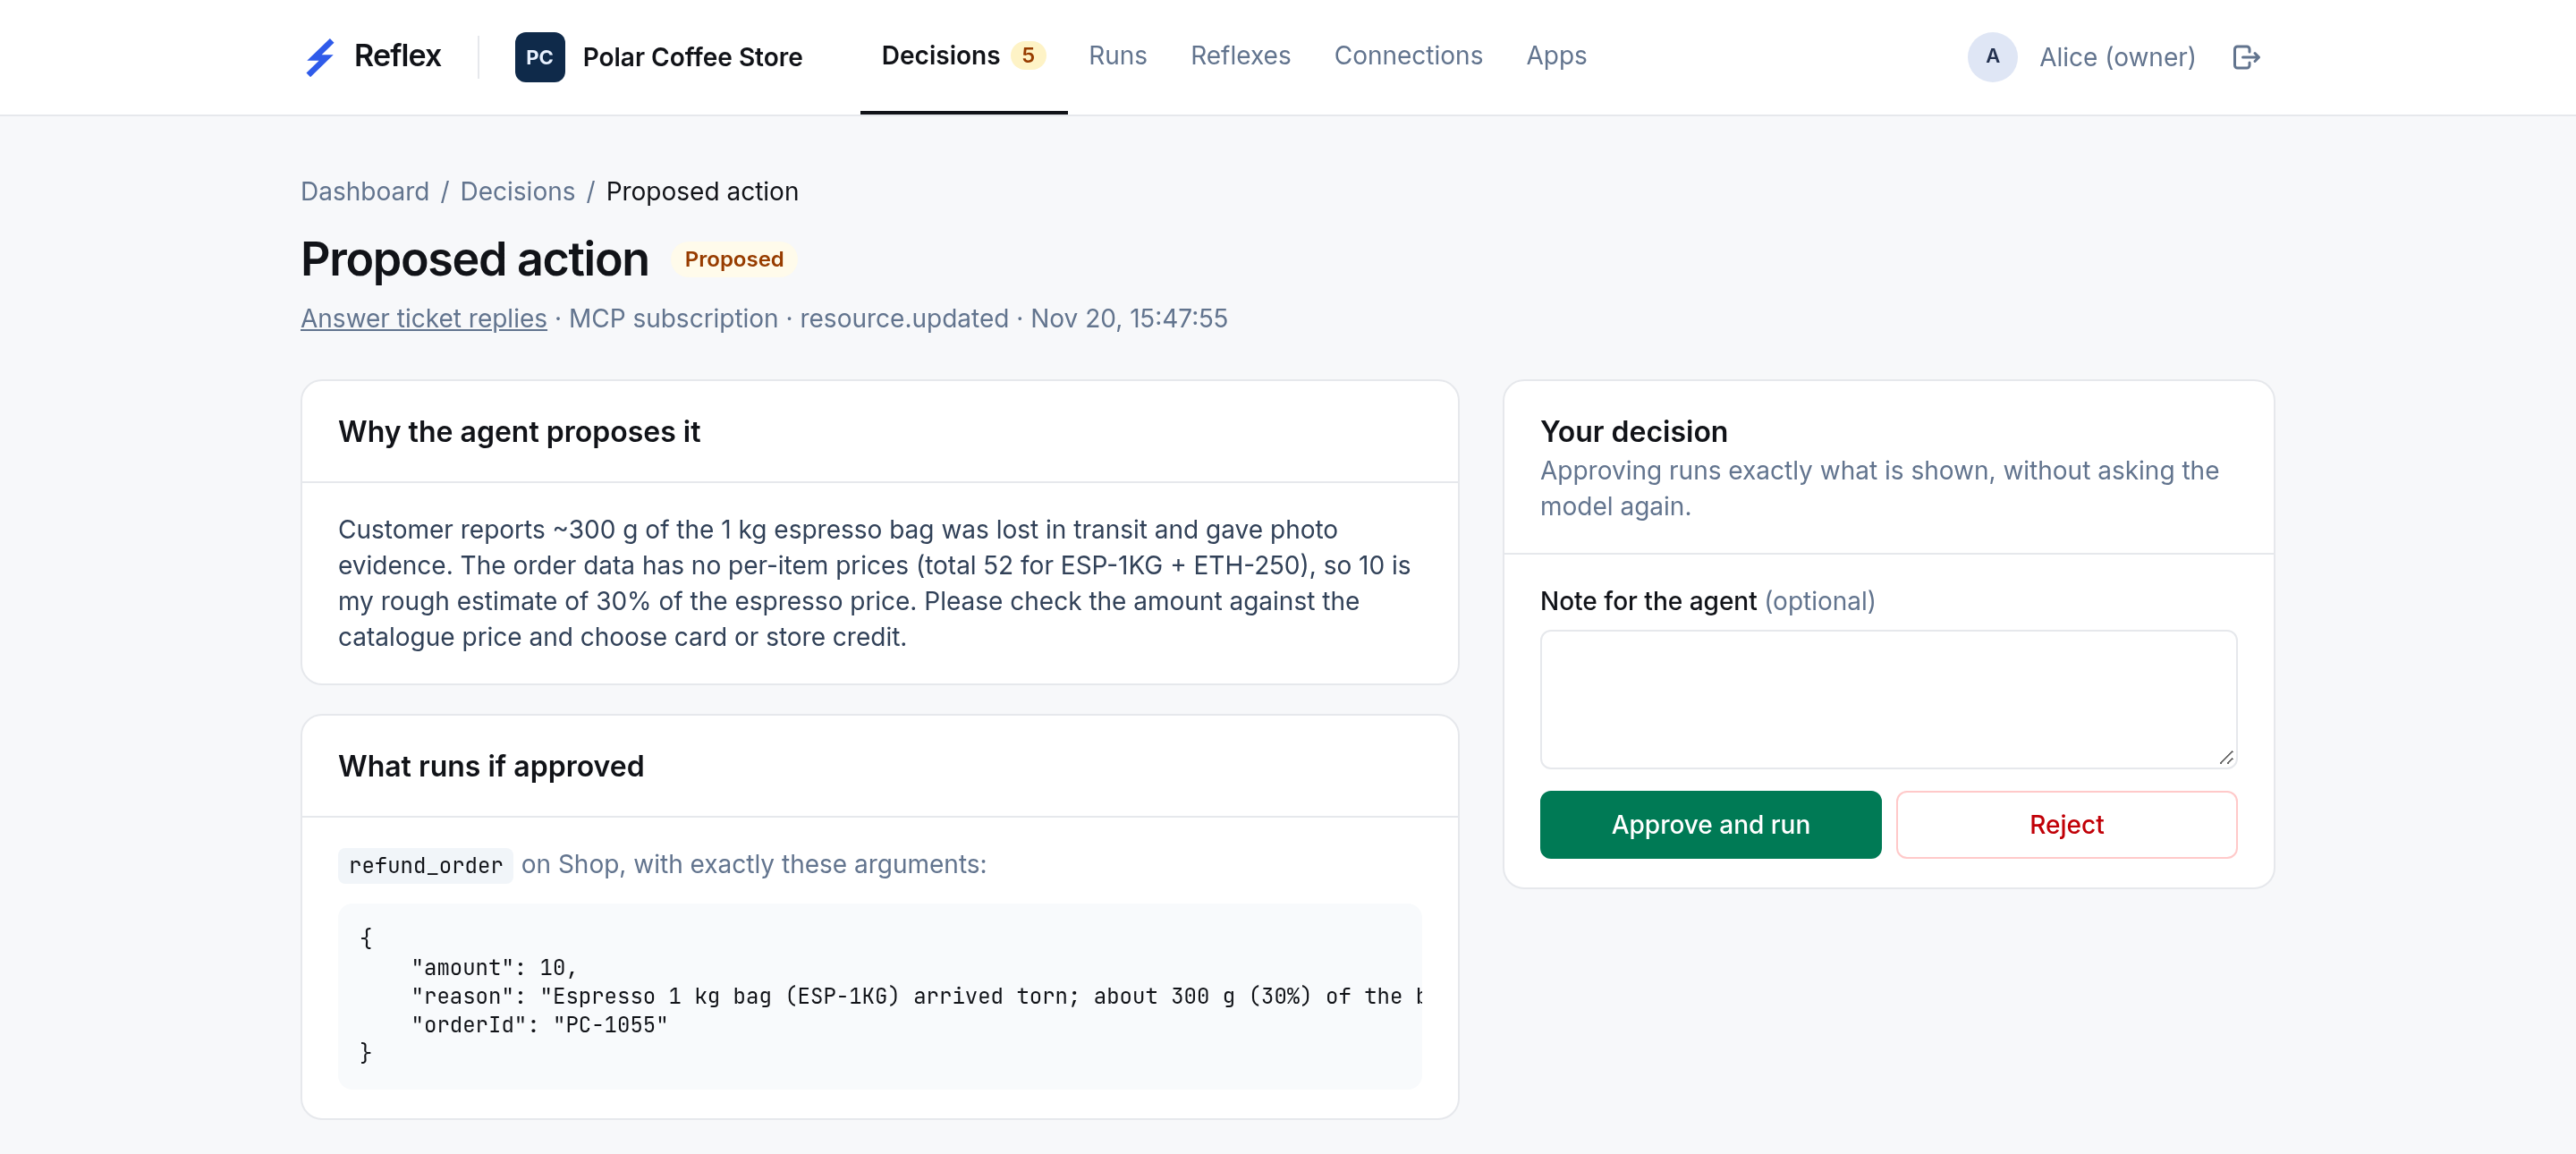 Reflex
PC
Polar Coffee Store
Decisions 5
Runs
Reflexes
Connections
Apps
A
Alice (owner)
Dashboard / Decisions / Proposed action
Proposed action
Proposed
Answer ticket replies · MCP subscription · resource.updated · Nov 20, 15:47:55
Why the agent proposes it
Customer reports ~300 g of the 1 kg espresso bag was lost in transit and gave photo
evidence. The order data has no per-item prices (total 52 for ESP-1KG + ETH-250), so 10 is
my rough estimate of 30% of the espresso price. Please check the amount against the
catalogue price and choose card or store credit.
What runs if approved
refund_order on Shop, with exactly these arguments:
{
"amount": 10,
"reason": "Espresso 1 kg bag (ESP-1KG) arrived torn; about 300 g (30%) of the
"orderId": "PC-1055"
}
Your decision
Approving runs exactly what is shown, without asking the
model again.
Note for the agent (optional)
Approve and run
Reject